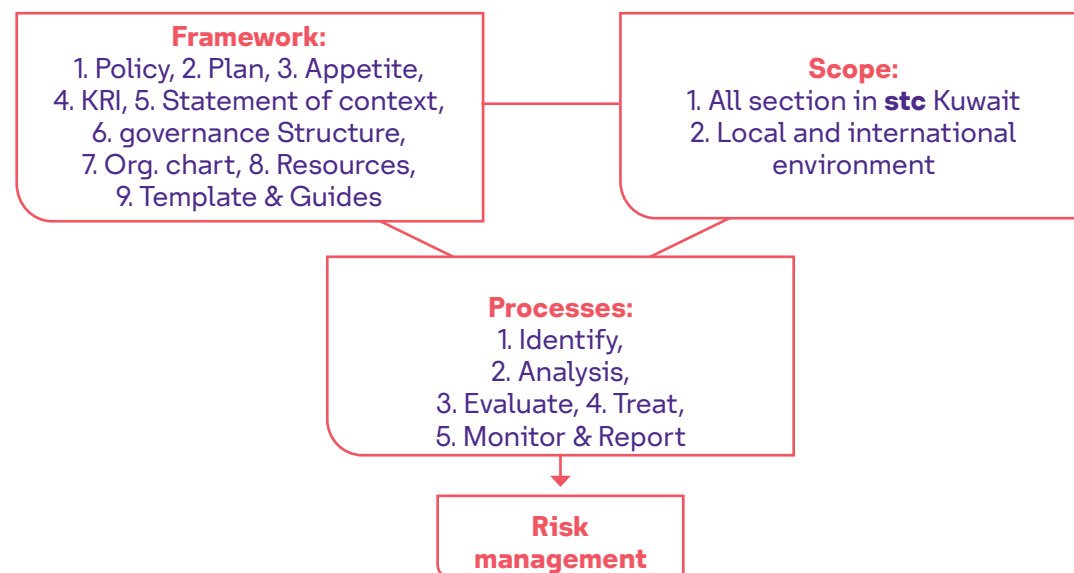 Framework:
1. Policy, 2. Plan, 3. Appetite,
4. KRI, 5. Statement of context,
6. governance Structure,
7. Org. chart, 8. Resources,
9. Template & Guides
Scope:
1. All section in stc Kuwait
2. Local and international
environment
Processes:
1. Identify,
2. Analysis,
3. Evaluate, 4. Treat,
5. Monitor & Report
Risk
management